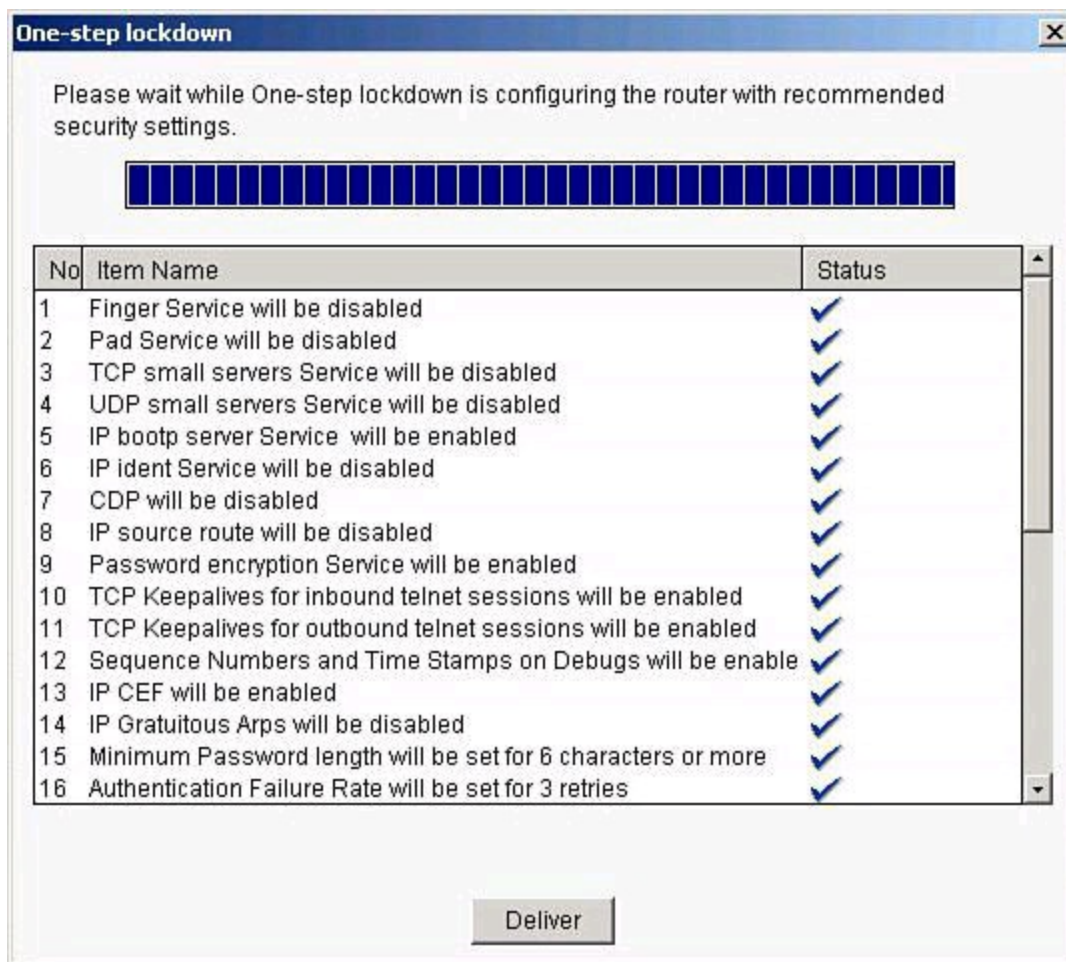 One-step lockdown
Please wait while One-step lockdown is configuring the router with recommended
security settings.
No Item Name Status
1 Finger Service will be disabled
2 Pad Service will be disabled
3 TCP small servers Service will be disabled
4 UDP small servers Service will be disabled
5 IP bootp server Service will be enabled
6 IP ident Service will be disabled
7 CDP will be disabled
8 IP source route will be disabled
9 Password encryption Service will be enabled
10 TCP Keepalives for inbound telnet sessions will be enabled
11 TCP Keepalives for outbound telnet sessions will be enabled
12 Sequence Numbers and Time Stamps on Debugs will be enable
13 IP CEF will be enabled
14 IP Gratuitous Arps will be disabled
15 Minimum Password length will be set for 6 characters or more
16 Authentication Failure Rate will be set for 3 retries
Deliver